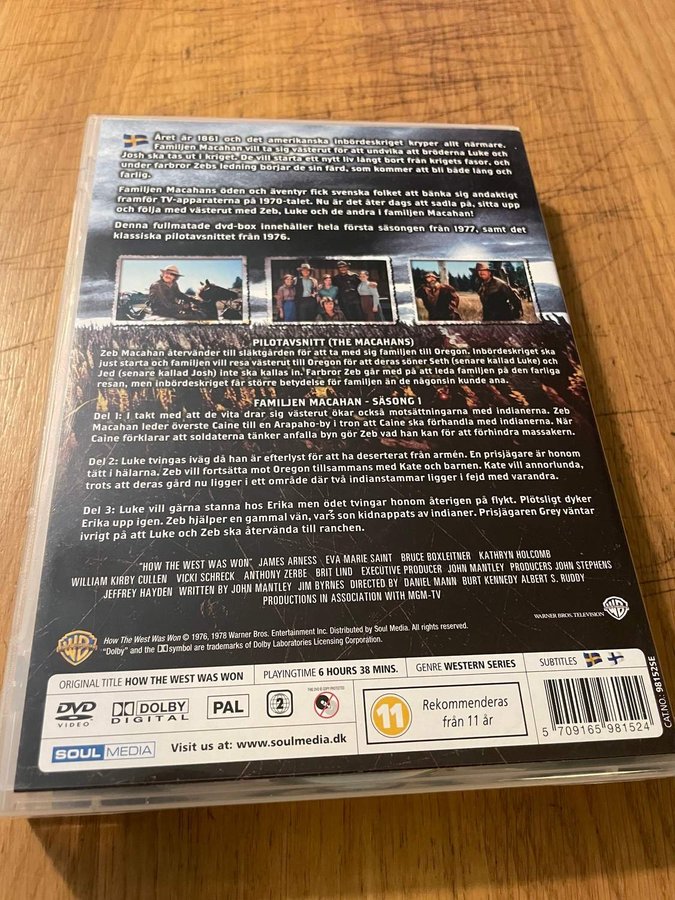 Året är 1861 och det amerikanska inbördeskriget kryper allt närmare.
Familjen Macahan vill ta sig västerut för att undvika att bröderna Luke och
Josh ska tas ut i kriget. De vill starta ett nytt liv långt bort från krigets fasor, och
under farbror Zebs ledning börjar de sin färd, som kommer att bli både lång och
farlig.
Familjen Macahans öden och äventyr fick svenska folket att bänka sig andaktigt
framför TV-apparaterna på 1970-talet. Nu är det åter dags att sadla på, sitta upp
och följa med västerut med Zeb, Luke och de andra i familjen Macahan!
Denna fullmatade dvd-box innehåller hela första säsongen från 1977, samt det
klassiska pilotavsnittet från 1976.
PILOTAVSNITT (THE MACAHANS)
Zeb Macahan återvänder till släktgården för att ta med sig familjen till Oregon. Inbördeskriget ska
just starta och familjen vill resa västerut till Oregon för att deras söner Seth (senare kallad Luke) och
Jed (senare kallad Josh) inte ska kallas in. Farbror Zeb går med på att leda familjen på den farliga
resan, men inbördeskriget får större betydelse för familjen än de någonsin kunde ana.
FAMILJEN MACAHAN - SÄSONG 1
Del 1: I takt med att de vita drar sig västerut ökar också motsättningarna med indianerna. Zeb
Macahan leder överste Caine till en Arapaho-by i tron att Caine ska förhandla med indianerna. När
Caine förklarar att soldaterna tänker anfalla byn gör Zeb vad han kan för att förhindra massakern.
Del 2: Luke tvingas iväg då han är efterlyst för att ha deserterat från armén. En prisjägare är honom
tätt i hälarna. Zeb vill fortsätta mot Oregon tillsammans med Kate och barnen. Kate vill annorlunda,
trots att deras gård nu ligger i ett område där två indianstammar ligger i fejd med varandra.
Del 3: Luke vill gärna stanna hos Erika men ödet tvingar honom återigen på flykt. Plötsligt dyker
Erika upp igen. Zeb hjälper en gammal vän, vars son kidnappats av indianer. Prisjägaren Grey väntar
ivrigt på att Luke och Zeb ska återvända till ranchen.
"HOW THE WEST WAS WON" JAMES ARNESS EVA MARIE SAINT BRUCE BOXLEITNER KATHRYN HOLCOMB
WILLIAM KIRBY CULLEN VICKI SCHRECK ANTHONY ZERBE BRIT LIND EXECUTIVE PRODUCER JOHN MANTLEY PRODUCERS JOHN STEPHENS
JEFFREY HAYDEN WRITTEN BY JOHN MANTLEY JIM BYRNES DIRECTED BY DANIEL MANN BURT KENNEDY ALBERT S. RUDDY
PRODUCTIONS IN ASSOCIATION WITH MGM-TV
WARNER BROS. TELEVISION
How The West Was Won © 1976, 1978 Warner Bros. Entertainment Inc. Distributed by Soul Media. All rights reserved.
"Dolby" and the DD symbol are trademarks of Dolby Laboratories Licensing Corporation.
ORIGINAL TITLE HOW THE WEST WAS WON PLAYINGTIME 6 HOURS 38 MINS. GENRE WESTERN SERIES SUBTITLES
DVD VIDEO DOLBY DIGITAL PAL 2 THIS DVD IS COPY PROTECTED 11 Rekommenderas från 11 år
SOUL MEDIA Visit us at: www.soulmedia.dk
5 709165 981524
CAT.NO. 981525E